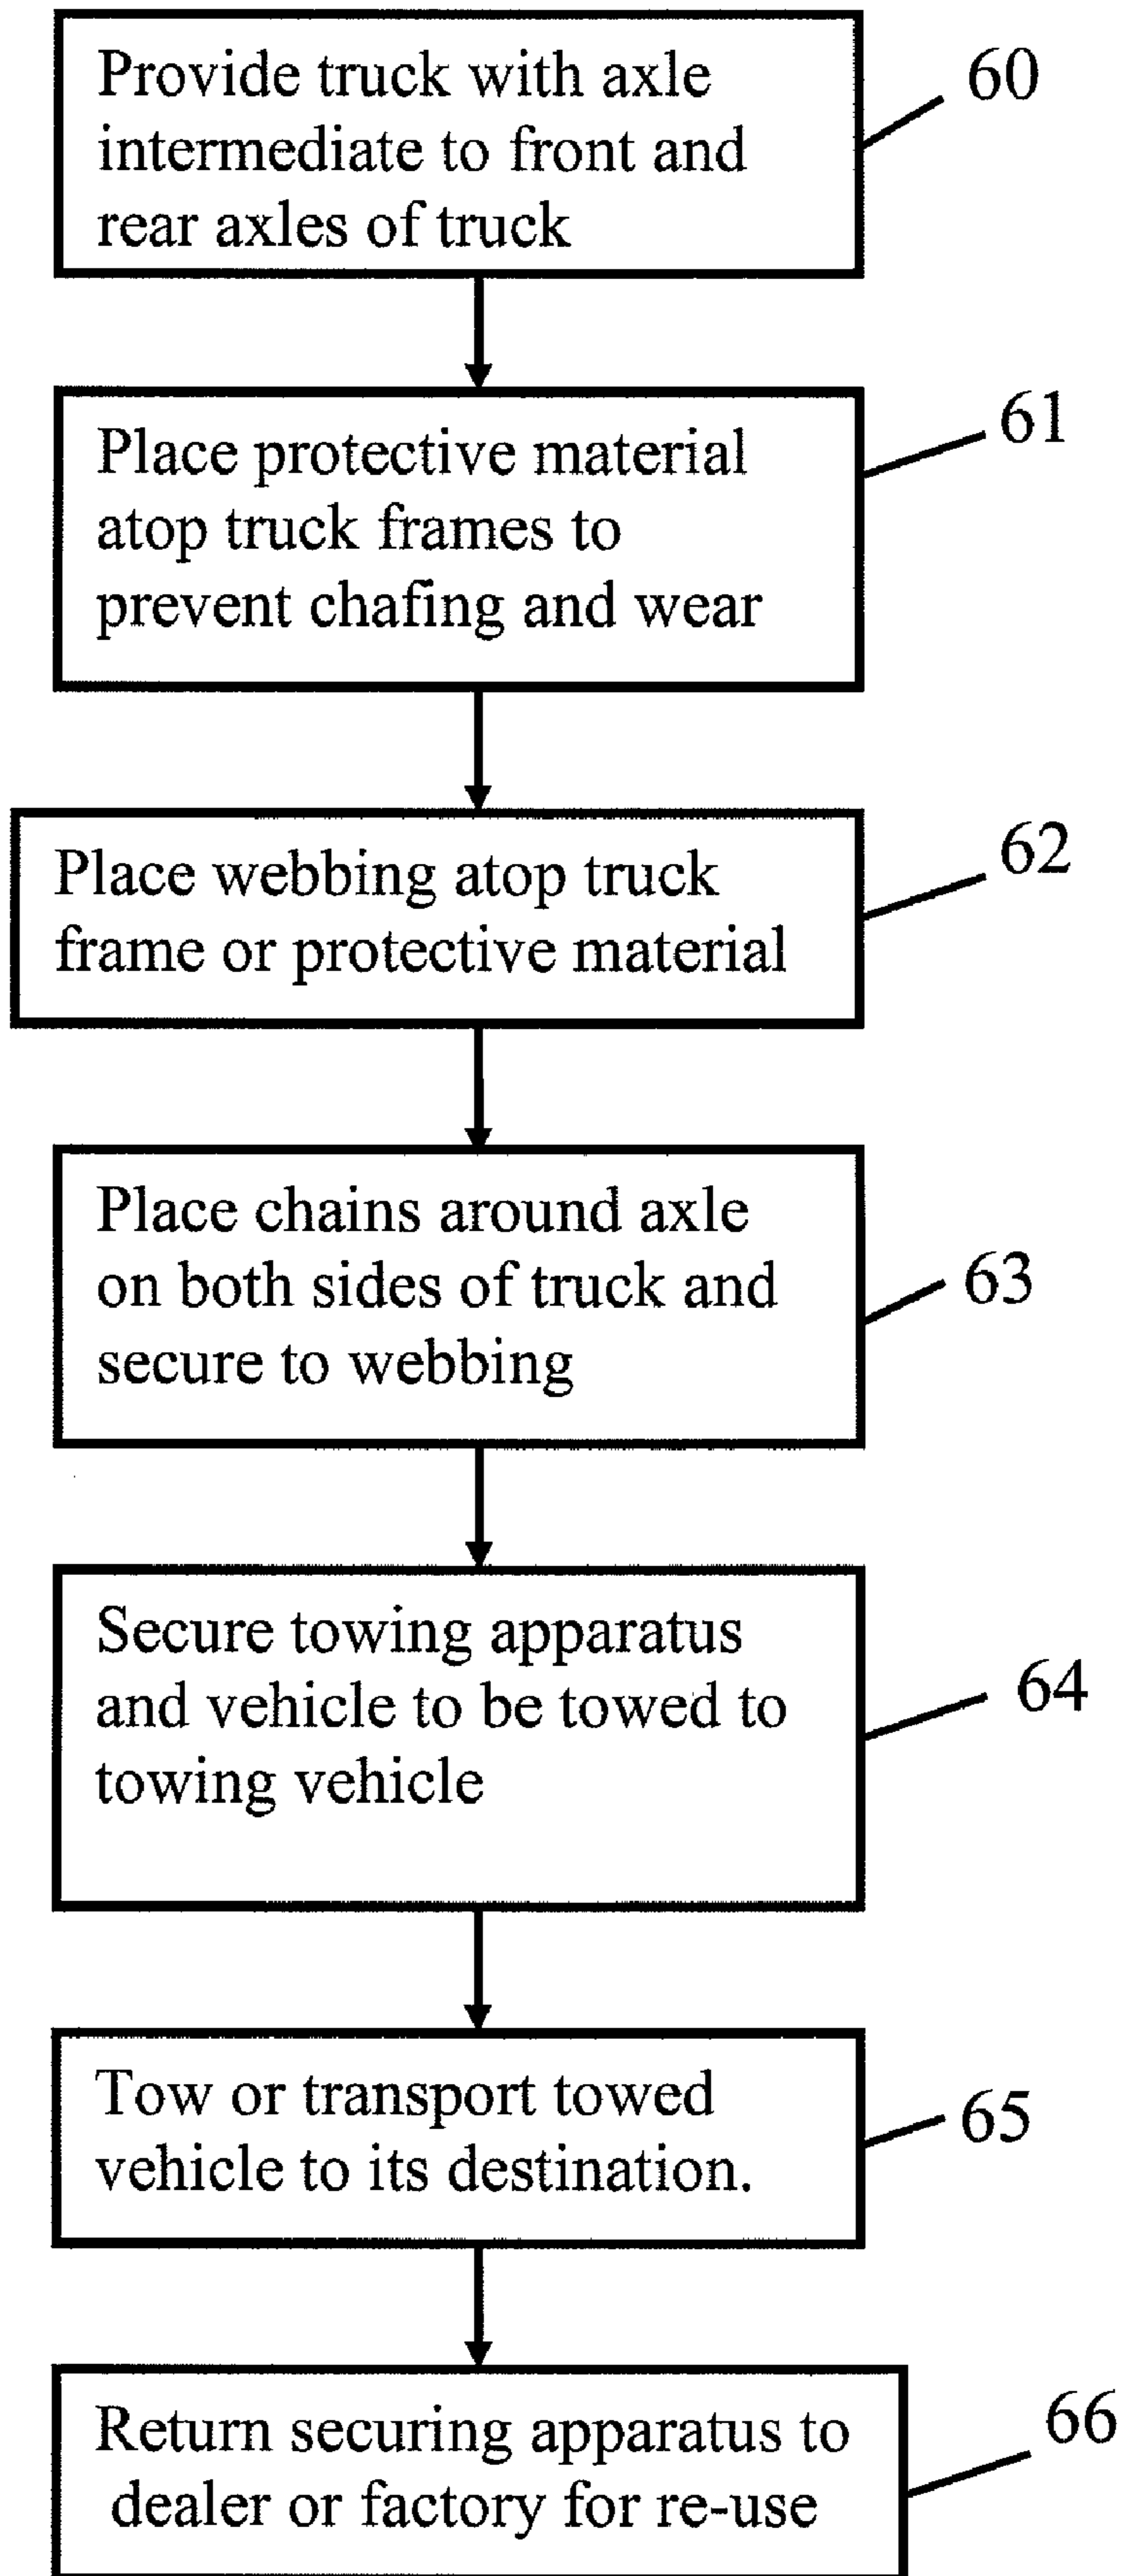 Provide truck with axle
intermediate to front and
rear axles of truck
60
Place protective material
atop truck frames to
prevent chafing and wear
61
Place webbing atop truck
frame or protective material
62
Place chains around axle
on both sides of truck and
secure to webbing
63
Secure towing apparatus
and vehicle to be towed to
towing vehicle
64
Tow or transport towed
vehicle to its destination.
65
Return securing apparatus to
dealer or factory for re-use
66